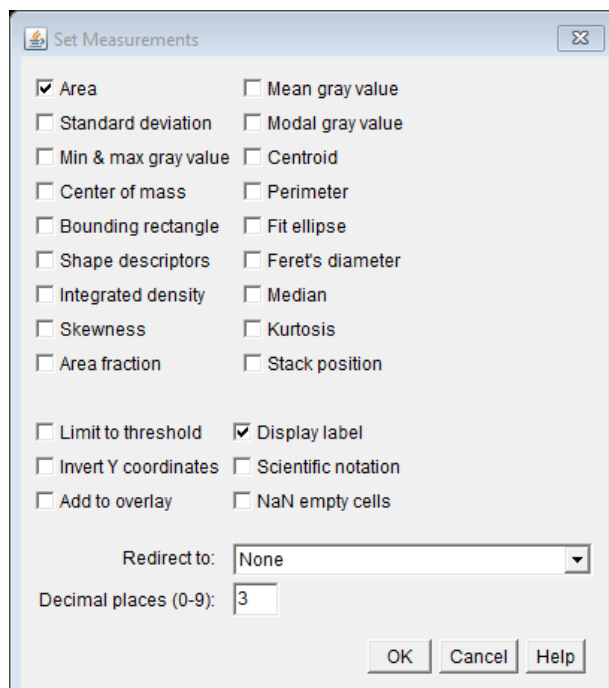 Set Measurements
Area Mean gray value
Standard deviation Modal gray value
Min & max gray value Centroid
Center of mass Perimeter
Bounding rectangle Fit ellipse
Shape descriptors Feret's diameter
Integrated density Median
Skewness Kurtosis
Area fraction Stack position
Limit to threshold Display label
Invert Y coordinates Scientific notation
Add to overlay NaN empty cells
Redirect to: None
Decimal places (0-9): 3
OK Cancel Help